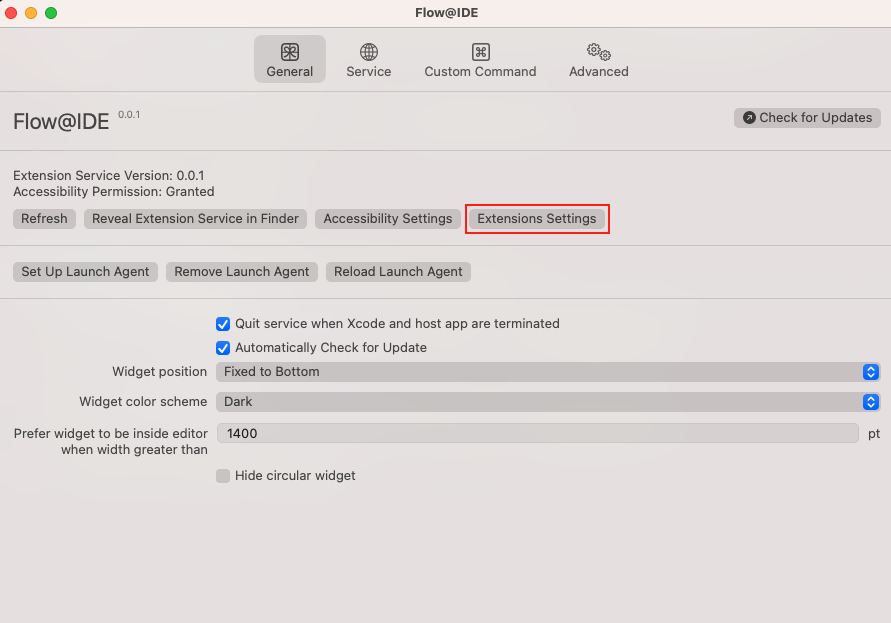 Flow@IDE
General
Service
Custom Command
Advanced
Flow@IDE 0.0.1
Check for Updates
Extension Service Version: 0.0.1
Accessibility Permission: Granted
Refresh
Reveal Extension Service in Finder
Accessibility Settings
Extensions Settings
Set Up Launch Agent
Remove Launch Agent
Reload Launch Agent
Quit service when Xcode and host app are terminated
Automatically Check for Update
Widget position
Fixed to Bottom
Widget color scheme
Dark
Prefer widget to be inside editor
when width greater than
1400
pt
Hide circular widget